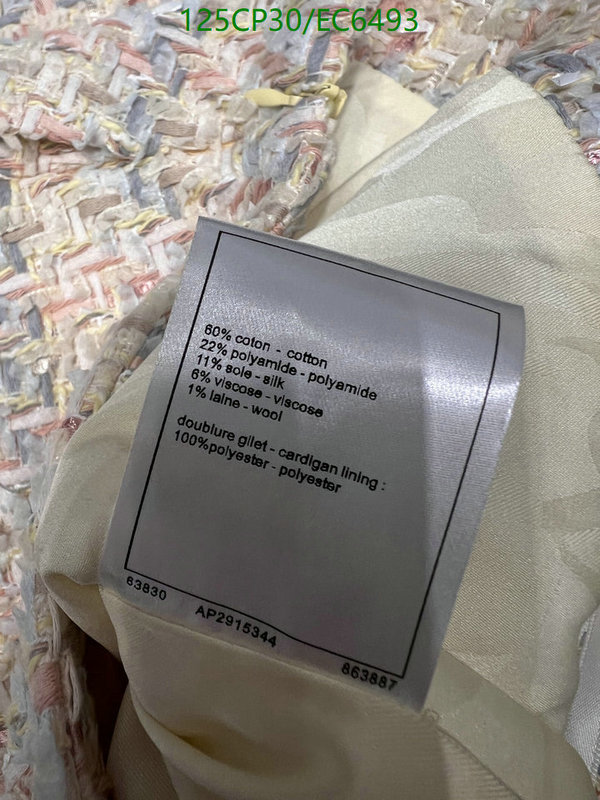 125CP30/EC6493
60% coton - cotton
22% polyamide - polyamide
11% soie - silk
6% viscose - viscose
1% laine - wool
doublure gilet - cardigan lining :
100%polyester - polyester
63830 AP2915344 863887